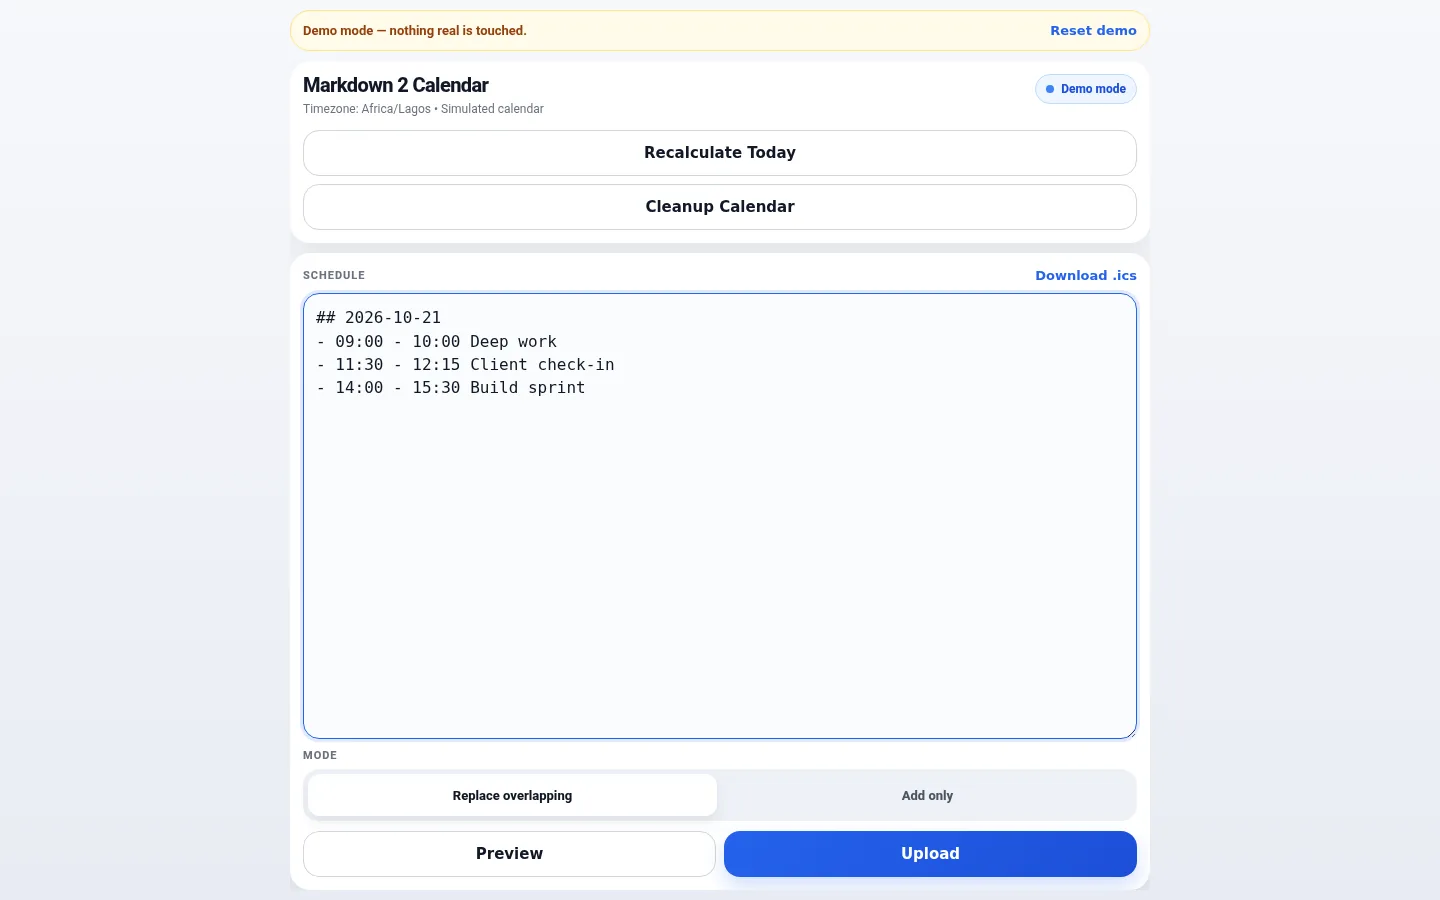 Demo mode — nothing real is touched.
Reset demo
Markdown 2 Calendar
Demo mode
Timezone: Africa/Lagos • Simulated calendar
Recalculate Today
Cleanup Calendar
SCHEDULE
Download .ics
## 2026-10-21
- 09:00 - 10:00 Deep work
- 11:30 - 12:15 Client check-in
- 14:00 - 15:30 Build sprint
MODE
Replace overlapping
Add only
Preview
Upload